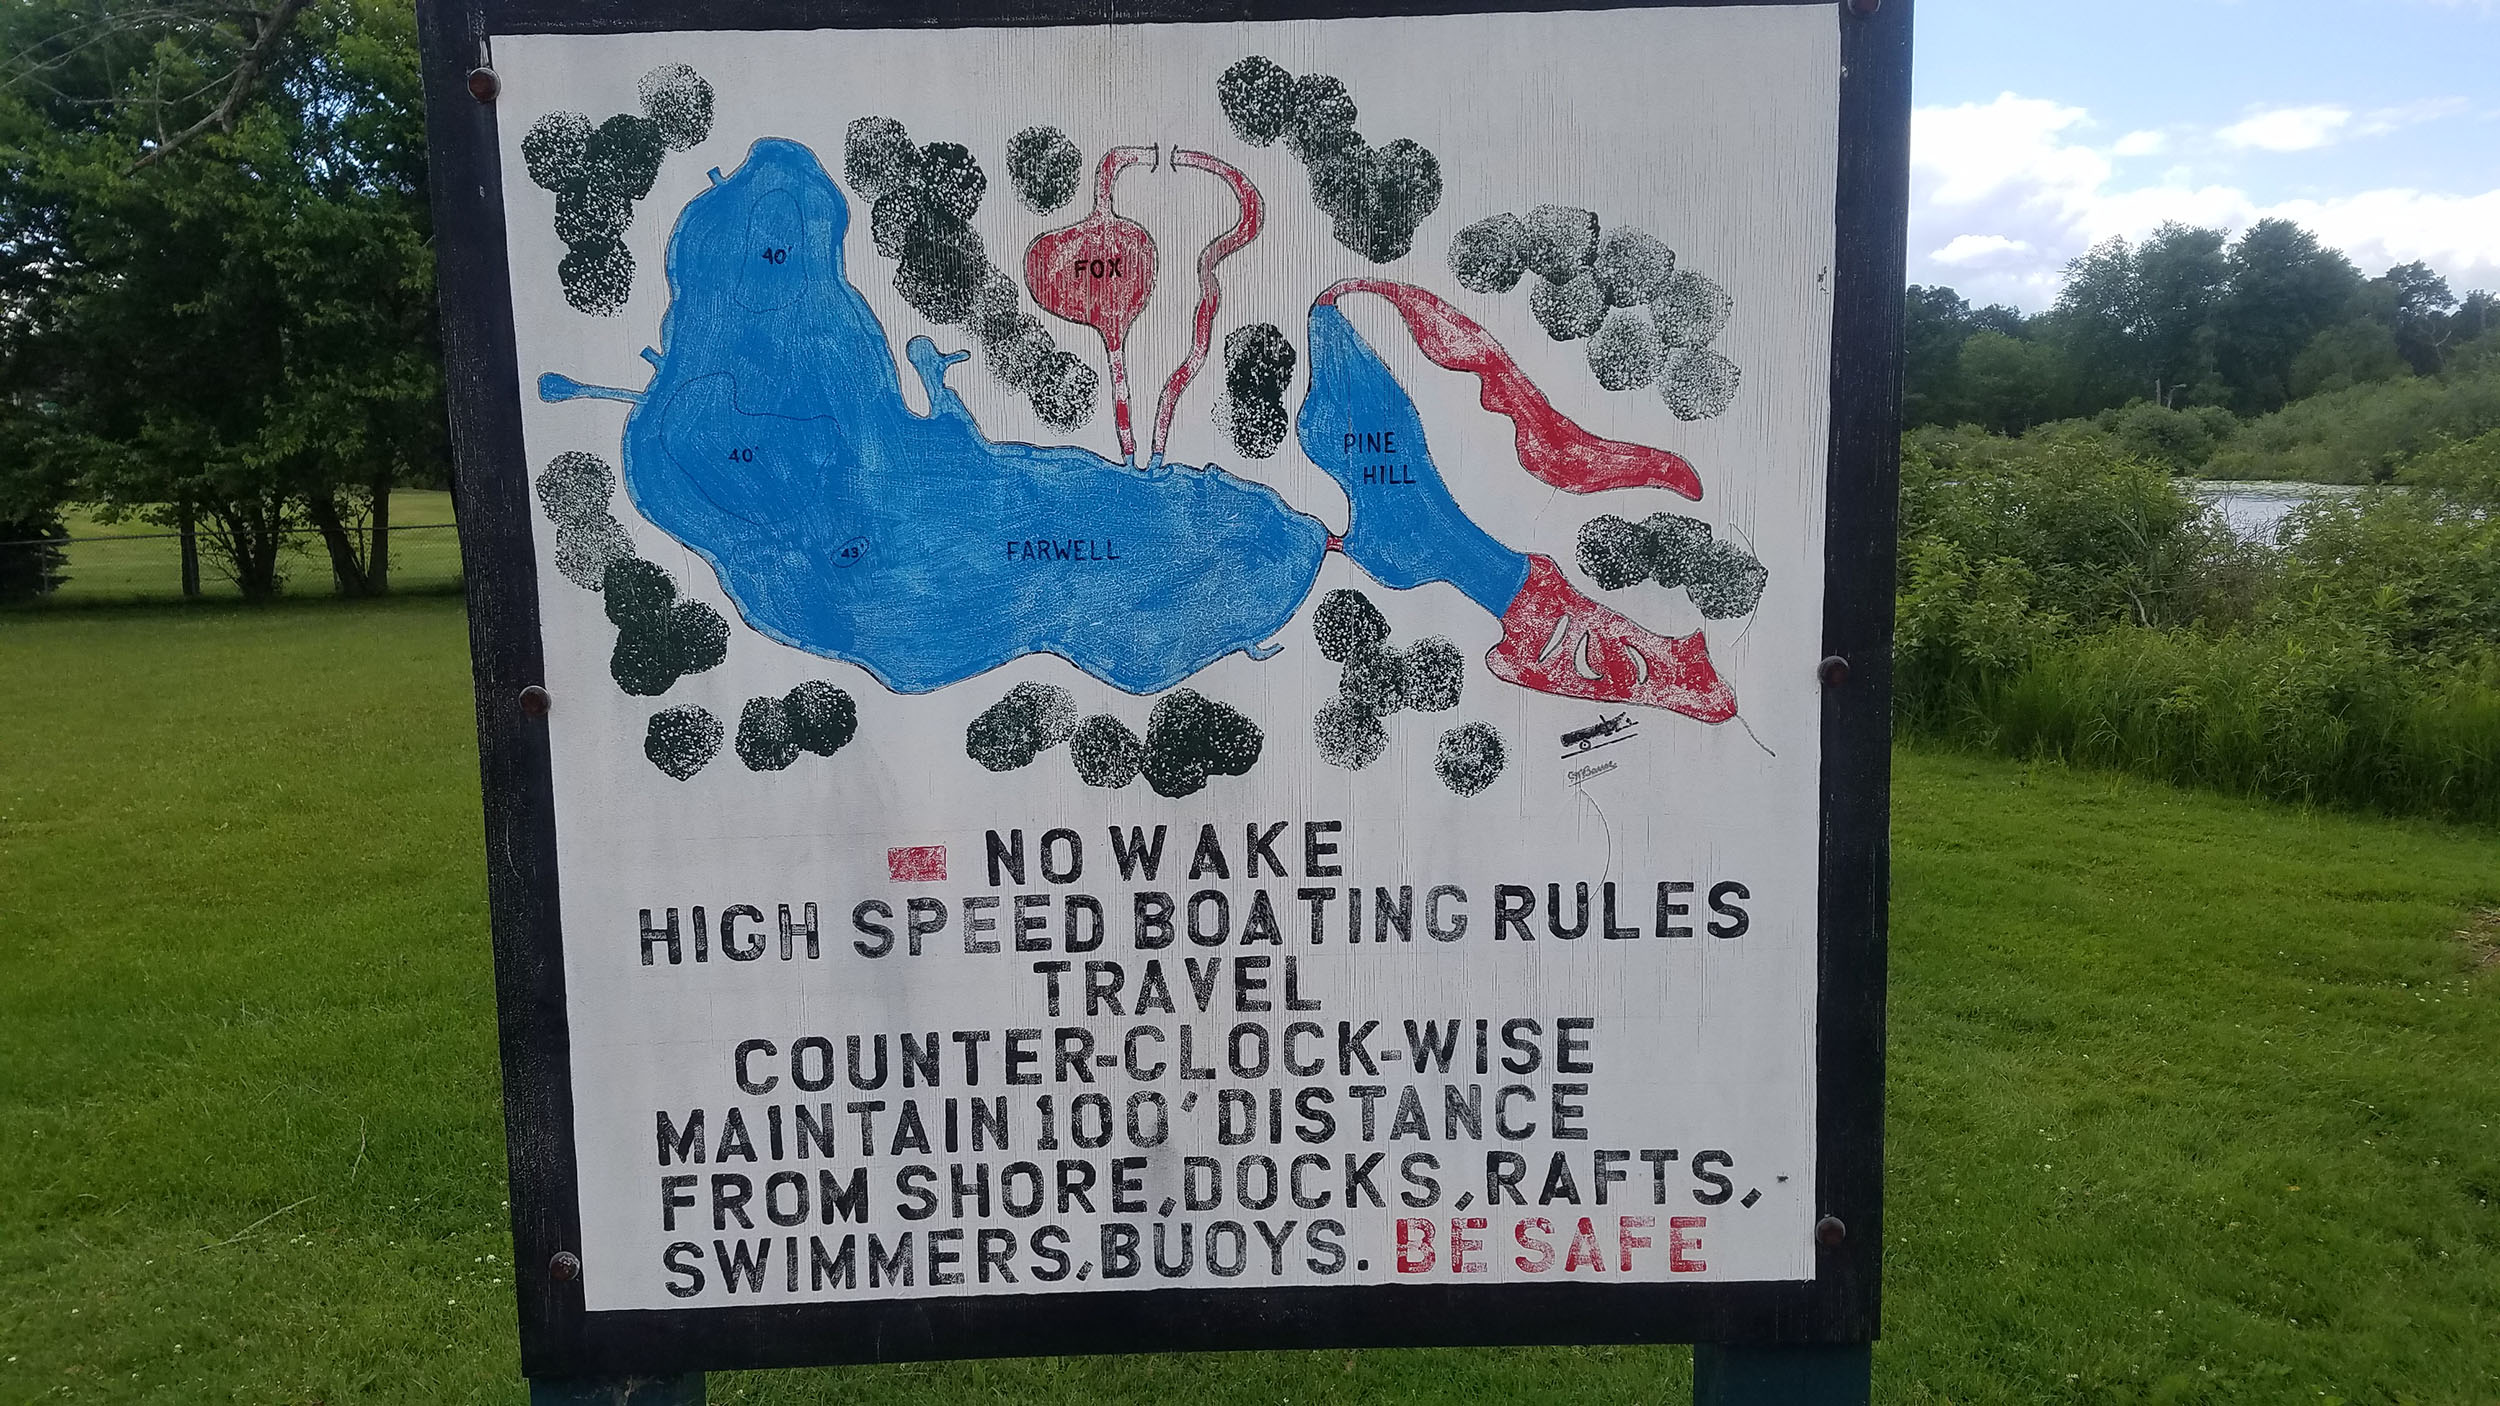 40'
FOX
40'
PINE
HILL
43'
FARWELL
NO WAKE
HIGH SPEED BOATING RULES
TRAVEL
COUNTER-CLOCK-WISE
MAINTAIN 100' DISTANCE
FROM SHORE, DOCKS, RAFTS,
SWIMMERS, BUOYS. BE SAFE